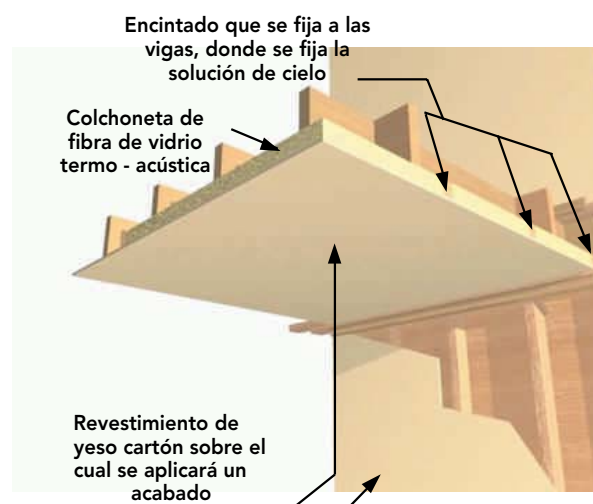 Encintado que se fija a las
vigas, donde se fija la
solución de cielo
Colchoneta de
fibra de vidrio
termo - acústica
Revestimiento de
yeso cartón sobre el
cual se aplicará un
acabado